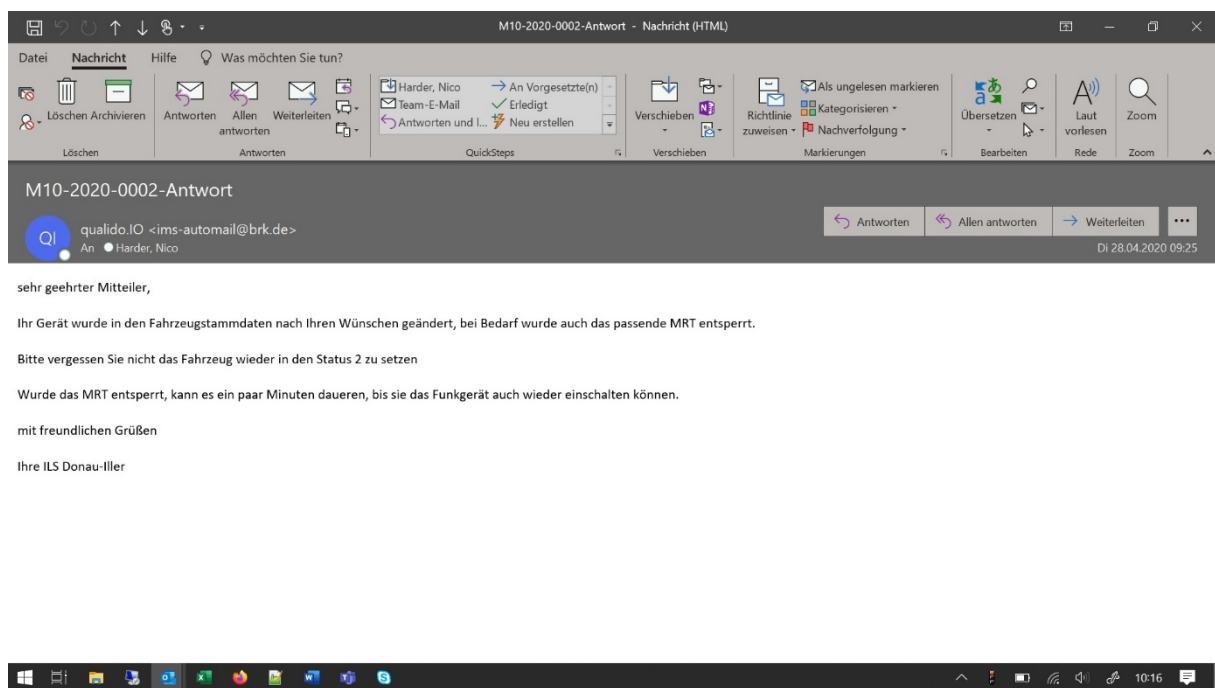 M10-2020-0002-Antwort - Nachricht (HTML)
Datei Nachricht Hilfe Was möchten Sie tun?
Löschen Archivieren
Antworten Allen antworten Weiterleiten
Harder, Nico An Vorgesetzte(n)
Team-E-Mail Erledigt
Antworten und I... Neu erstellen
Verschieben
Richtlinie zuweisen
Als ungelesen markieren
Kategorisieren
Nachverfolgung
Übersetzen
Laut vorlesen
Zoom
Löschen Antworten QuickSteps Verschieben Markierungen Bearbeiten Rede Zoom
M10-2020-0002-Antwort
QI
qualido.IO <ims-automail@brk.de>
An Harder, Nico
Antworten Allen antworten Weiterleiten
Di 28.04.2020 09:25
sehr geehrter Mitteiler,
Ihr Gerät wurde in den Fahrzeugstammdaten nach Ihren Wünschen geändert, bei Bedarf wurde auch das passende MRT entsperrt.
Bitte vergessen Sie nicht das Fahrzeug wieder in den Status 2 zu setzen
Wurde das MRT entsperrt, kann es ein paar Minuten daueren, bis sie das Funkgerät auch wieder einschalten können.
mit freundlichen Grüßen
Ihre ILS Donau-Iller
10:16